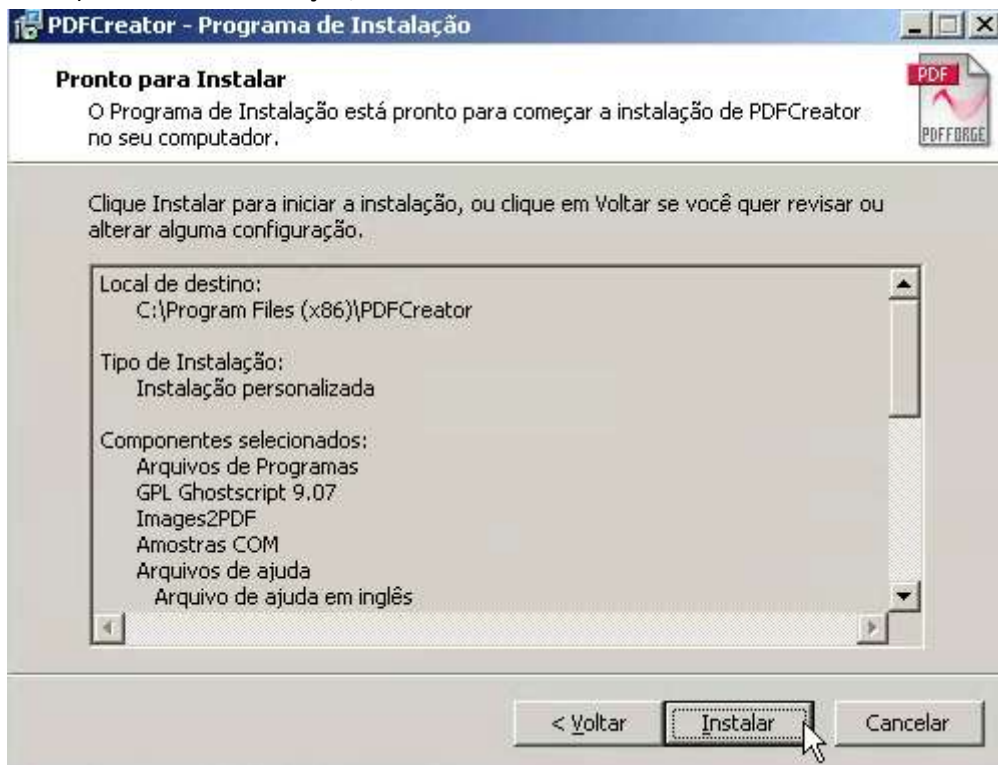 PDFCreator - Programa de Instalação
Pronto para Instalar
O Programa de Instalação está pronto para começar a instalação de PDFCreator
no seu computador.
PDF
PDFFORGE
Clique Instalar para iniciar a instalação, ou clique em Voltar se você quer revisar ou
alterar alguma configuração.
Local de destino:
C:\Program Files (x86)\PDFCreator
Tipo de Instalação:
Instalação personalizada
Componentes selecionados:
Arquivos de Programas
GPL Ghostscript 9.07
Images2PDF
Amostras COM
Arquivos de ajuda
Arquivo de ajuda em inglês
< Voltar
Instalar
Cancelar